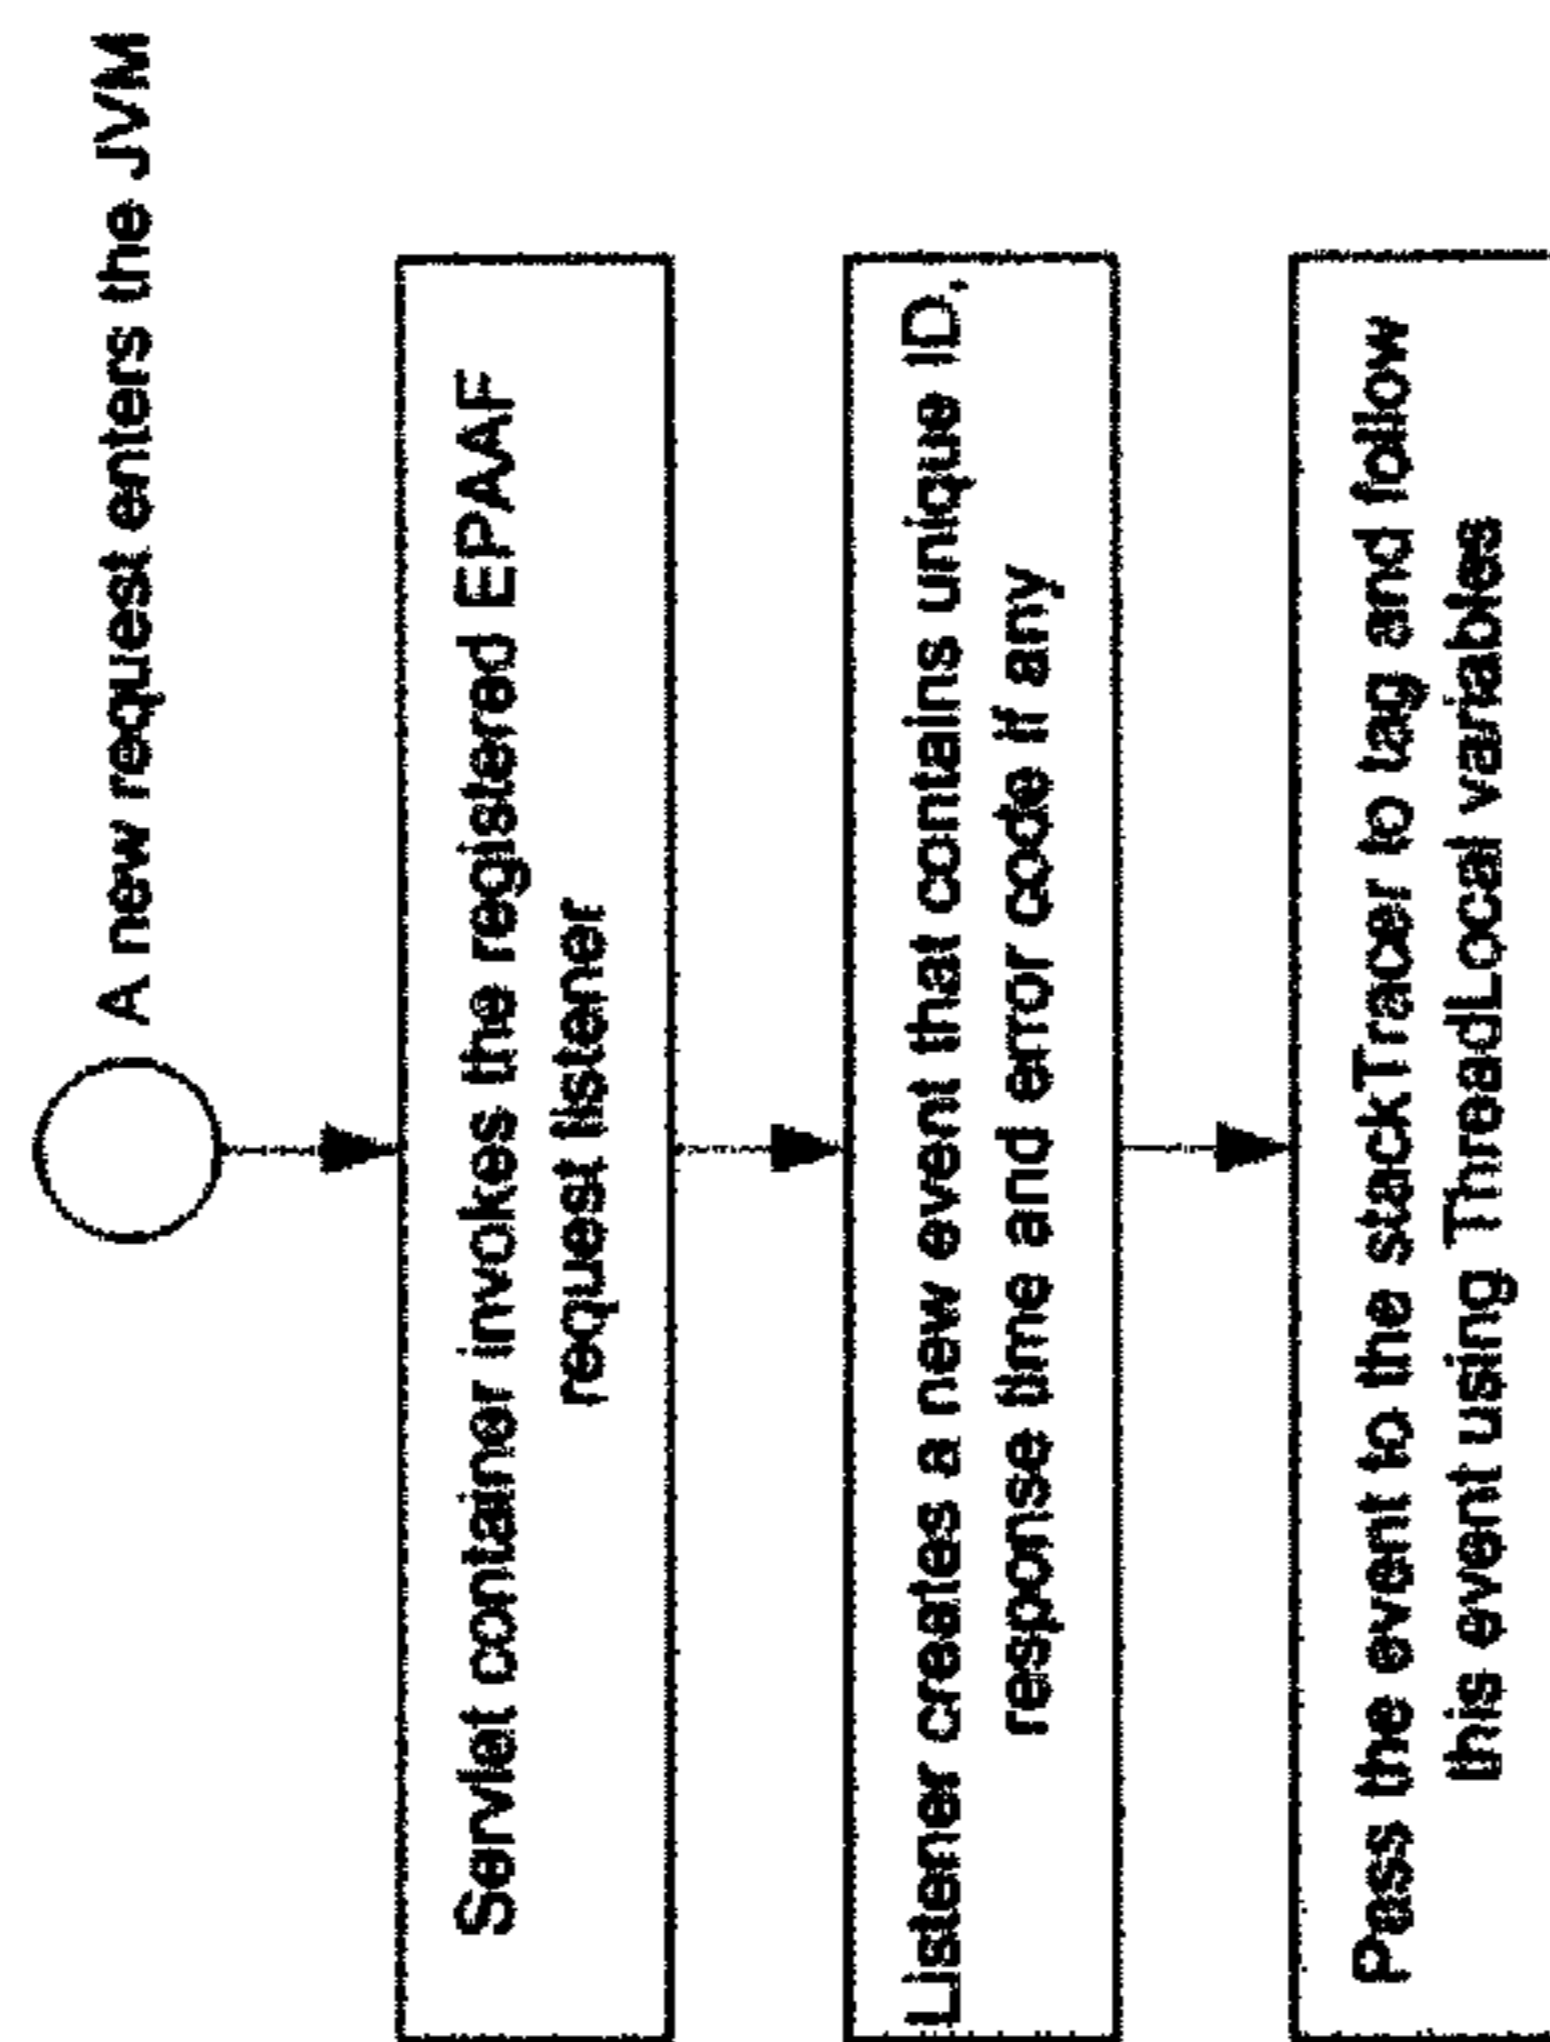 A new request enters the JVM
Servlet container invokes the registered EPAAF
request listener
Listener creates a new event that contains unique ID,
response time and error code if any
Pass the event to the stackTracer to tag and follow
this event using ThreadLocal variables